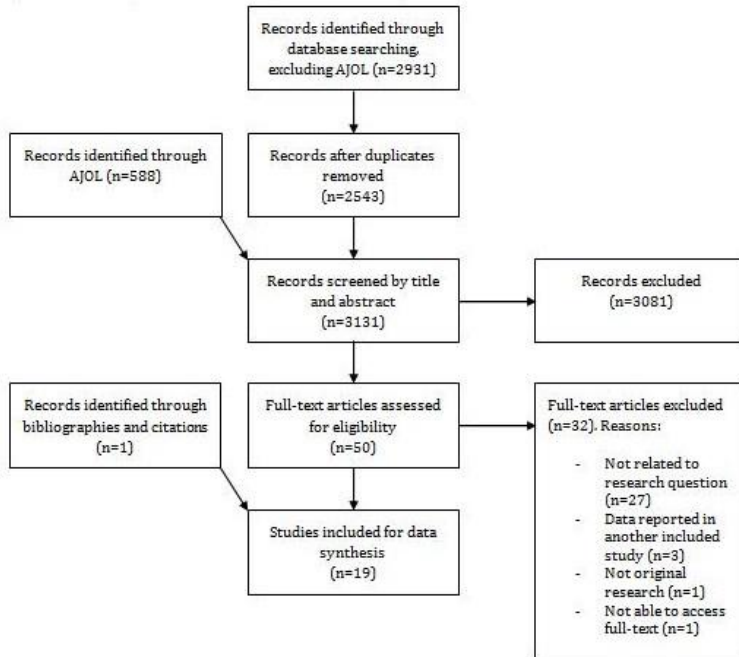 Records identified through
database searching,
excluding AJOL (n=2931)
Records identified through
AJOL (n=588)
Records after duplicates
removed
(n=2543)
Records screened by title
and abstract
(n=3131)
Records excluded
(n=3081)
Records identified through
bibliographies and citations
(n=1)
Full-text articles assessed
for eligibility
(n=50)
Full-text articles excluded
(n=32). Reasons:
- Not related to
research question
(n=27)
- Data reported in
another included
study (n=3)
- Not original
research (n=1)
- Not able to access
full-text (n=1)
Studies included for data
synthesis
(n=19)